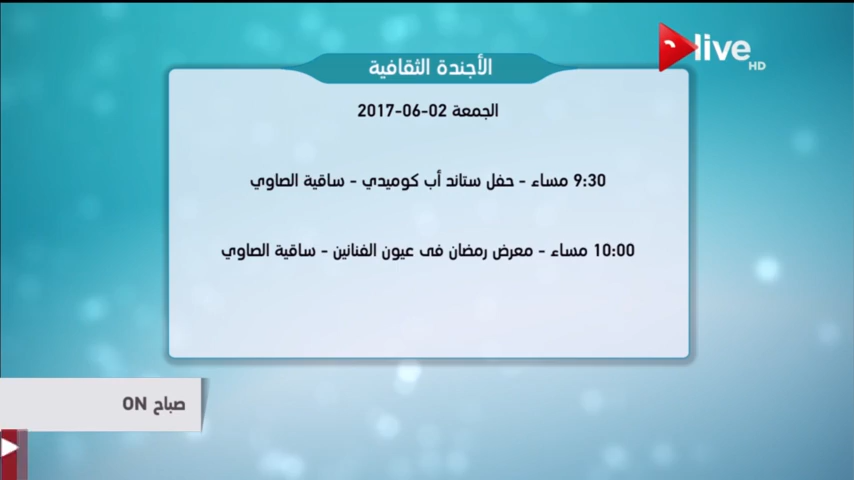 live
HD
الأجندة الثقافية
الجمعة 02-06-2017
9:30 مساء - حفل ستاند أب كوميدي - ساقية الصاوي
10:00 مساء - معرض رمضان فى عيون الفنانين - ساقية الصاوي
صباح ON